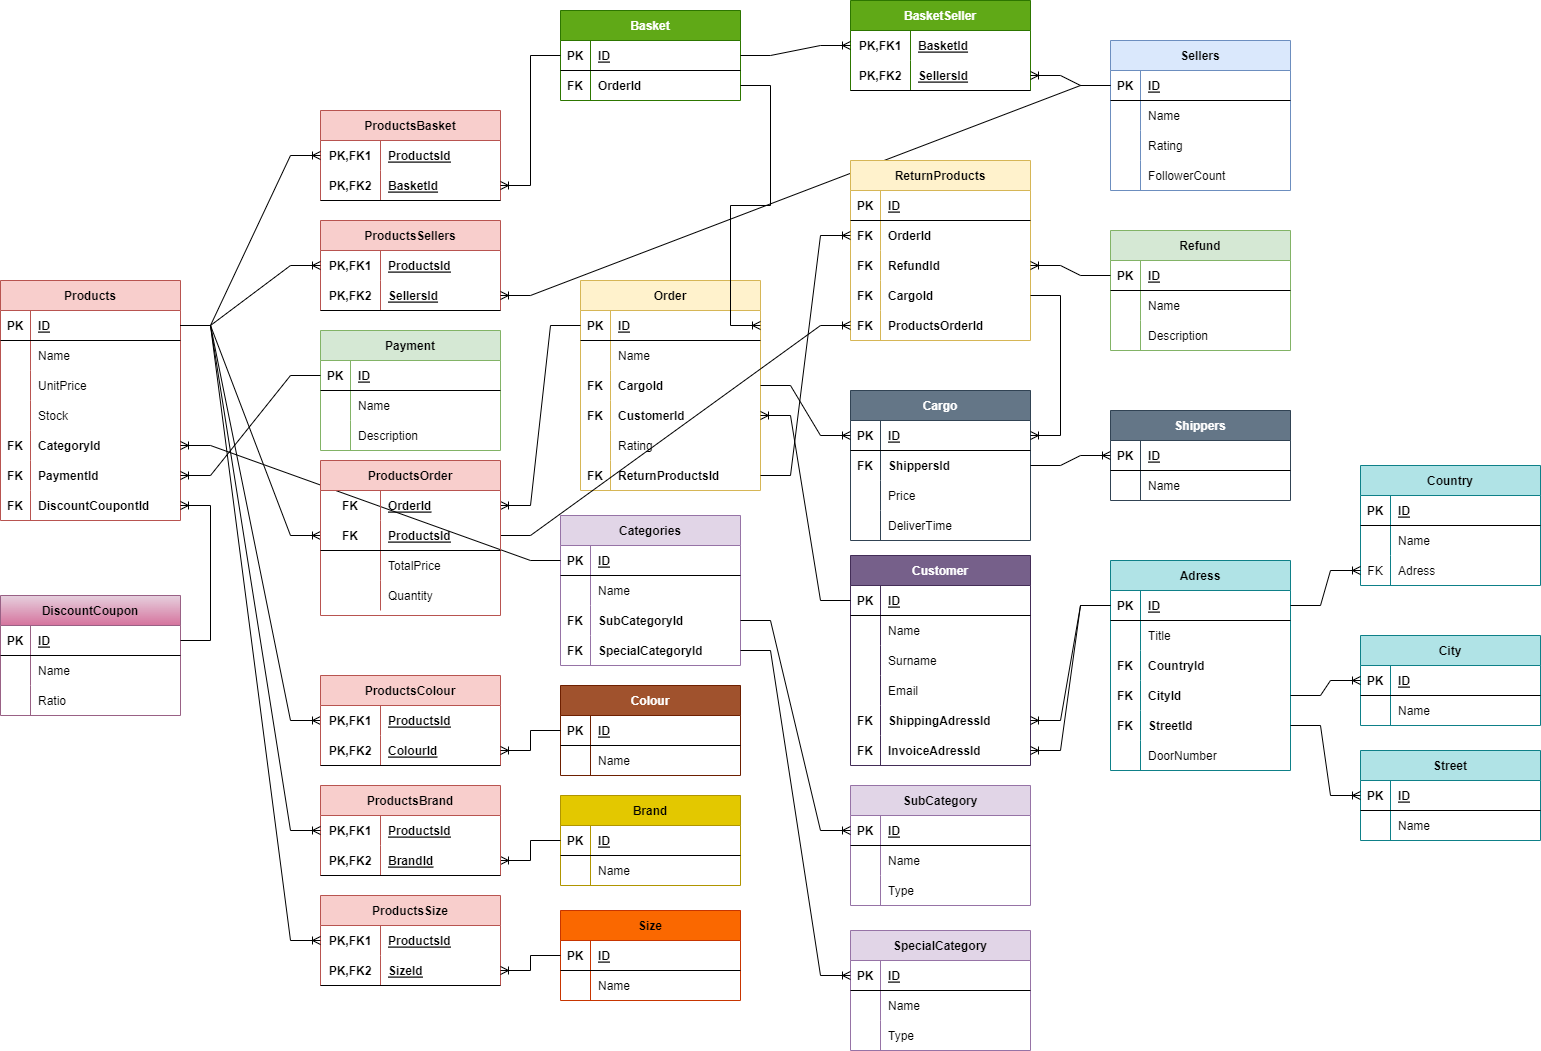 Basket
PK ID
FK OrderId
BasketSeller
PK,FK1 BasketId
PK,FK2 SellersId
Sellers
PK ID
Name
Rating
FollowerCount
ProductsBasket
PK,FK1 ProductsId
PK,FK2 BasketId
ReturnProducts
PK ID
FK OrderId
FK RefundId
FK CargoId
FK ProductsOrderId
ProductsSellers
PK,FK1 ProductsId
PK,FK2 SellersId
Refund
PK ID
Name
Description
Products
PK ID
Name
UnitPrice
Stock
FK CategoryId
FK PaymentId
FK DiscountCoupontId
Order
PK ID
Name
FK CargoId
FK CustomerId
Rating
FK ReturnProductsId
Payment
PK ID
Name
Description
Cargo
PK ID
FK ShippersId
Price
DeliverTime
Shippers
PK ID
Name
ProductsOrder
FK OrderId
FK ProductsId
TotalPrice
Quantity
Country
PK ID
Name
FK Adress
Categories
PK ID
Name
FK SubCategoryId
FK SpecialCategoryId
Customer
PK ID
Name
Surname
Email
FK ShippingAdressId
FK InvoiceAdressId
Adress
PK ID
Title
FK CountryId
FK CityId
FK StreetId
DoorNumber
DiscountCoupon
PK ID
Name
Ratio
City
PK ID
Name
ProductsColour
PK,FK1 ProductsId
PK,FK2 ColourId
Colour
PK ID
Name
Street
PK ID
Name
ProductsBrand
PK,FK1 ProductsId
PK,FK2 BrandId
Brand
PK ID
Name
SubCategory
PK ID
Name
Type
ProductsSize
PK,FK1 ProductsId
PK,FK2 SizeId
Size
PK ID
Name
SpecialCategory
PK ID
Name
Type